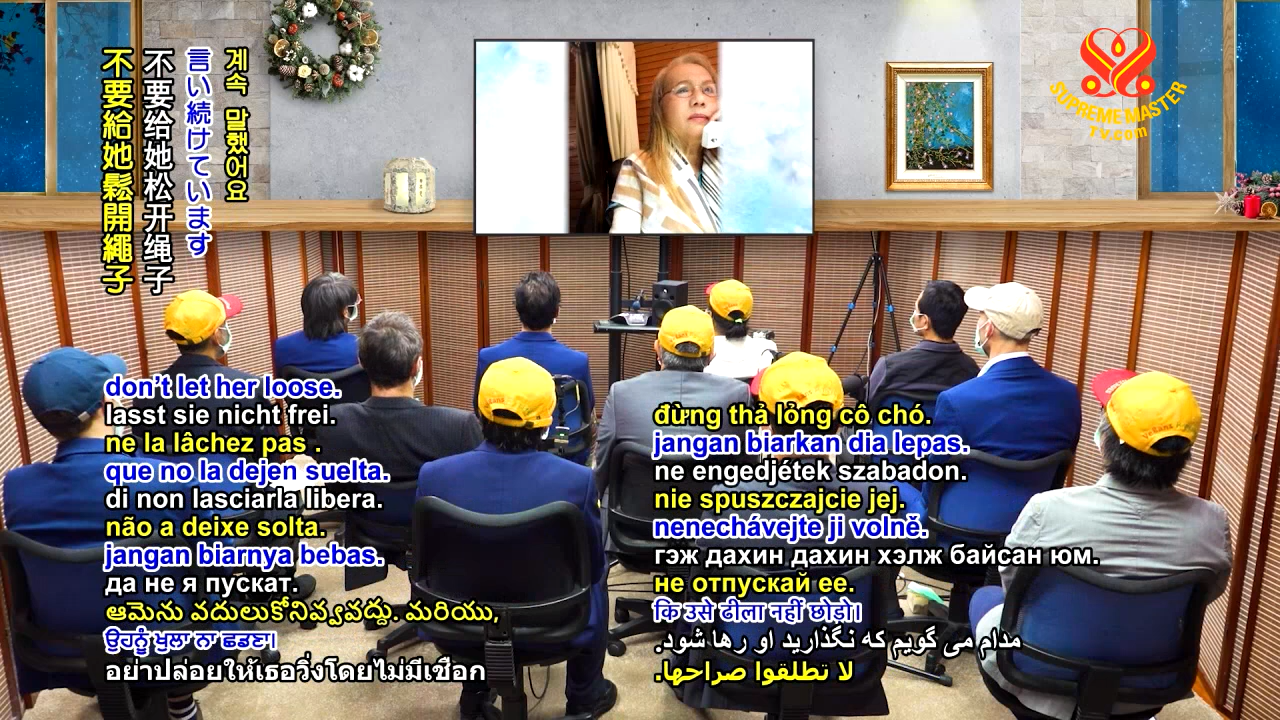 계속 말했어요
言い続けています
不要给她松开绳子
不要給她鬆開繩子
SUPREME MASTER
TV.com
don't let her loose.
lasst sie nicht frei.
ne la lâchez pas .
que no la dejen suelta.
di non lasciarla libera.
não a deixe solta.
jangan biarnya bebas.
да не я пускат.
ఆమెను వదులుకోనివ్వవద్దు. మరియు,
ਉਹਨੂੰ ਖੁਲਾ ਨਾ ਛਡਣਾ।
อย่าปล่อยให้เธอวิ่งโดยไม่มีเชือก
đừng thả lỏng cô chó.
jangan biarkan dia lepas.
ne engedjétek szabadon.
nie spuszczajcie jej.
nenechávejte ji volně.
гэж дахин дахин хэлж байсан юм.
не отпускай ее.
कि उसे ढीला नहीं छोड़ो।
مدام می گویم که نگذارید او رها شود.
لا تطلقوا صراحها.